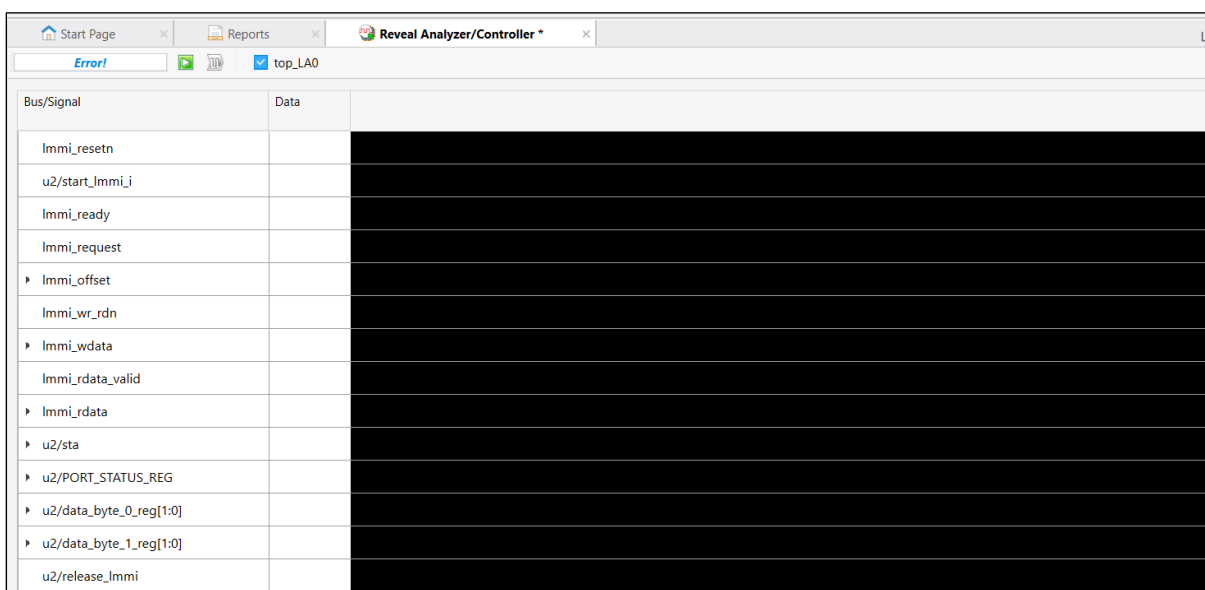 Start Page
Reports
Reveal Analyzer/Controller *
L
Error!
top_LA0
Bus/Signal Data
lmmi_resetn
u2/start_lmmi_i
lmmi_ready
lmmi_request
lmmi_offset
lmmi_wr_rdn
lmmi_wdata
lmmi_rdata_valid
lmmi_rdata
u2/sta
u2/PORT_STATUS_REG
u2/data_byte_0_reg[1:0]
u2/data_byte_1_reg[1:0]
u2/release_lmmi